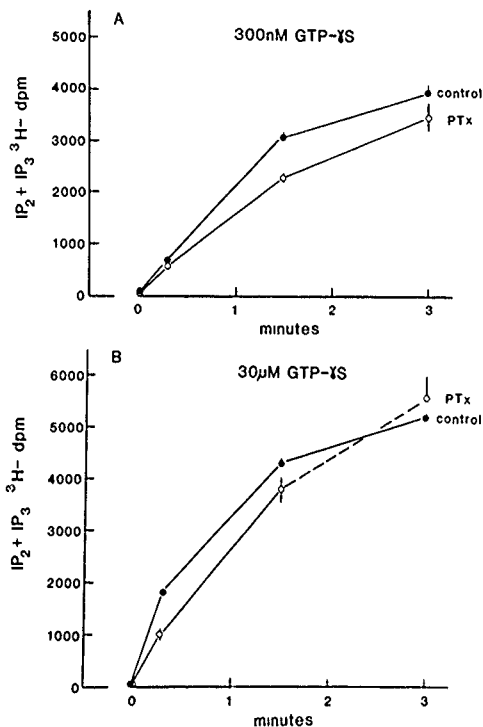 A
300nM GTP-ɣS
5000
4000
3000
2000
1000
0
IP₂ + IP₃ ³H- dpm
control
PTx
0 1 2 3
minutes
B
30µM GTP-ɣS
6000
5000
4000
3000
2000
1000
0
IP₂ + IP₃ ³H- dpm
PTx
control
0 1 2 3
minutes